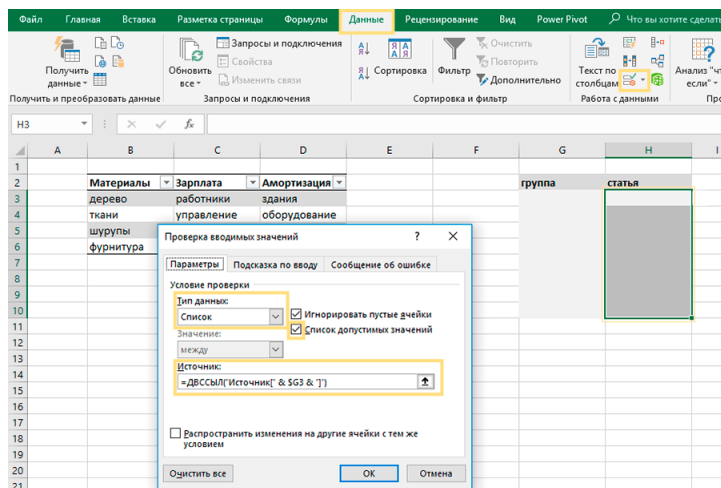 Файл Главная Вставка Разметка страницы Формулы Данные Рецензирование Вид Power Pivot Что вы хотите сделать
Получить данные
Обновить все
Запросы и подключения
Свойства
Изменить связи
Сортировка
Фильтр
Очистить
Повторить
Дополнительно
Текст по столбцам
Анализ "чт
если"
Получить и преобразовать данные Запросы и подключения Сортировка и фильтр Работа с данными Про
H3 fx
A B C D E F G H I
1
2 Материалы Зарплата Амортизация группа статья
3 дерево работники здания
4 ткани управление оборудование
5 шурупы
6 фурнитура
7
8
9
10
11
12
13
14
15
16
17
18
19
20
21
Проверка вводимых значений ? X
Параметры Подсказка по вводу Сообщение об ошибке
Условие проверки
Тип данных:
Список
Игнорировать пустые ячейки
Значение:
Список допустимых значений
между
Источник:
=ДВССЫЛ("Источник[" & $G3 & "]")
Распространить изменения на другие ячейки с тем же
условием
Очистить все ОК Отмена